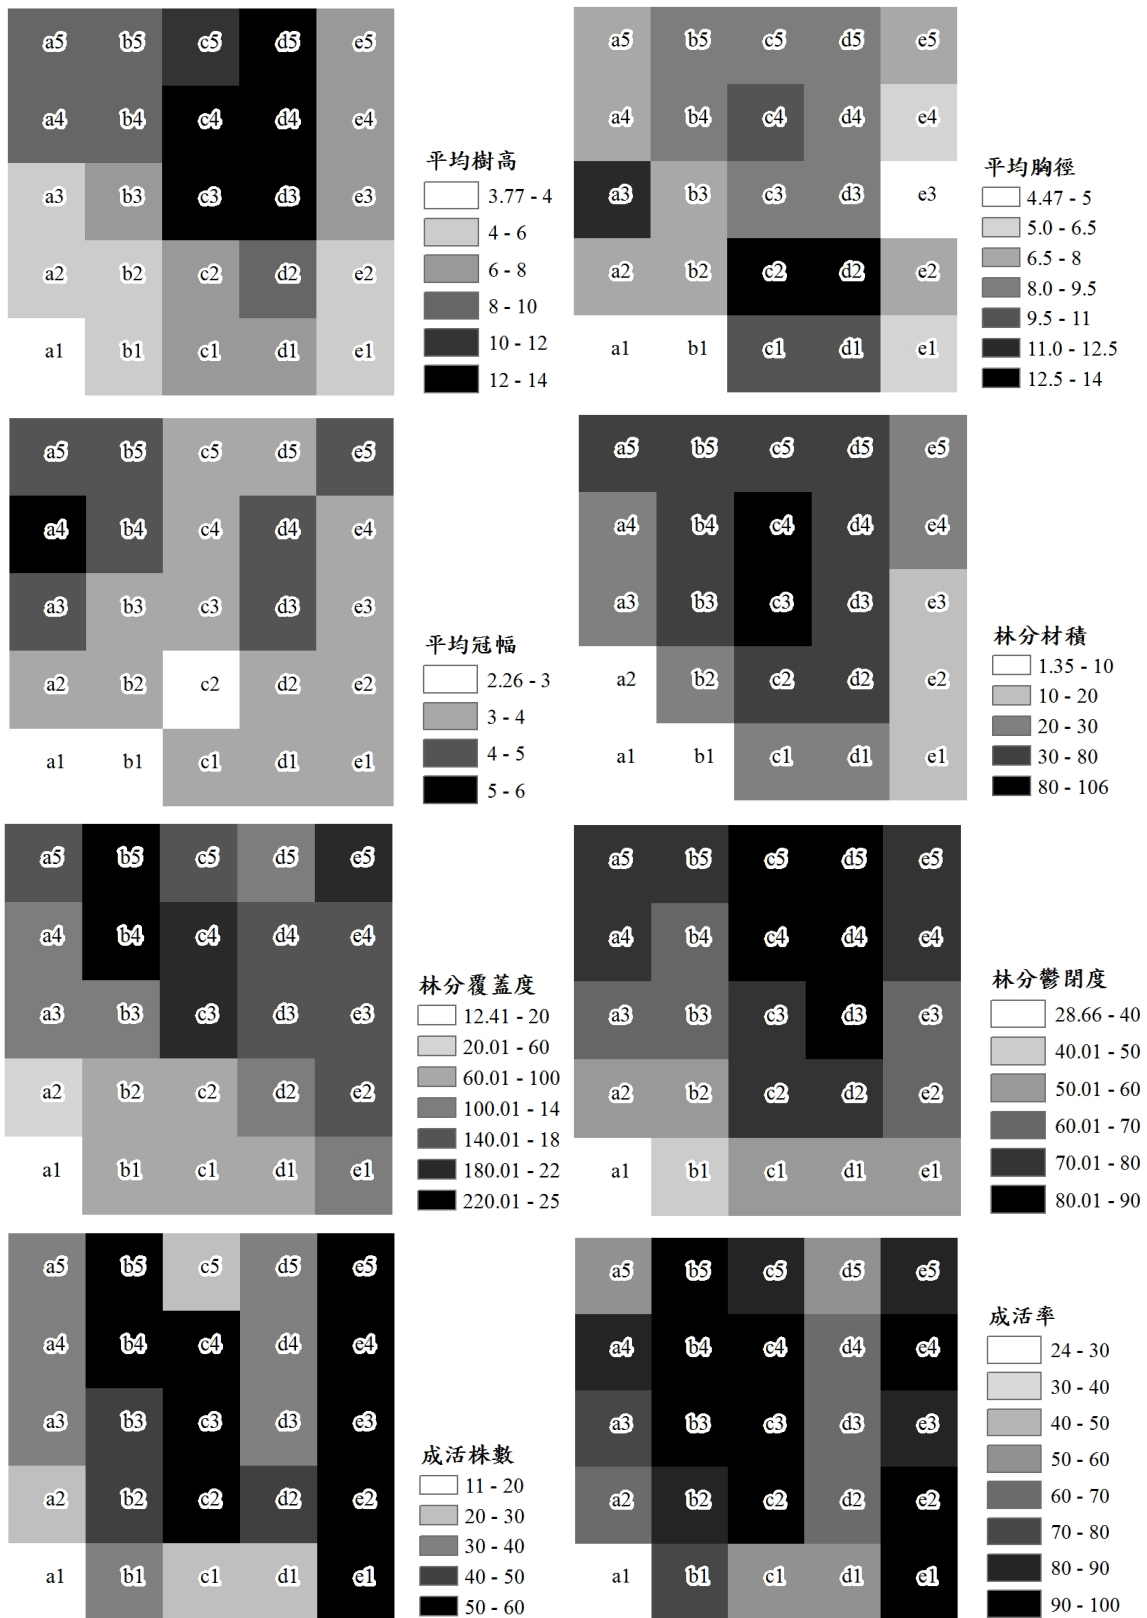 a5 b5 c5 d5 e5
a4 b4 c4 d4 e4
a3 b3 c3 d3 e3
a2 b2 c2 d2 e2
a1 b1 c1 d1 e1
平均樹高
3.77 - 4
4 - 6
6 - 8
8 - 10
10 - 12
12 - 14
a5 b5 c5 d5 e5
a4 b4 c4 d4 e4
a3 b3 c3 d3 e3
a2 b2 c2 d2 e2
a1 b1 c1 d1 e1
平均胸徑
4.47 - 5
5.0 - 6.5
6.5 - 8
8.0 - 9.5
9.5 - 11
11.0 - 12.5
12.5 - 14
a5 b5 c5 d5 e5
a4 b4 c4 d4 e4
a3 b3 c3 d3 e3
a2 b2 c2 d2 e2
a1 b1 c1 d1 e1
平均冠幅
2.26 - 3
3 - 4
4 - 5
5 - 6
a5 b5 c5 d5 e5
a4 b4 c4 d4 e4
a3 b3 c3 d3 e3
a2 b2 c2 d2 e2
a1 b1 c1 d1 e1
林分材積
1.35 - 10
10 - 20
20 - 30
30 - 80
80 - 106
a5 b5 c5 d5 e5
a4 b4 c4 d4 e4
a3 b3 c3 d3 e3
a2 b2 c2 d2 e2
a1 b1 c1 d1 e1
林分覆蓋度
12.41 - 20
20.01 - 60
60.01 - 100
100.01 - 14
140.01 - 18
180.01 - 22
220.01 - 25
a5 b5 c5 d5 e5
a4 b4 c4 d4 e4
a3 b3 c3 d3 e3
a2 b2 c2 d2 e2
a1 b1 c1 d1 e1
林分鬱閉度
28.66 - 40
40.01 - 50
50.01 - 60
60.01 - 70
70.01 - 80
80.01 - 90
a5 b5 c5 d5 e5
a4 b4 c4 d4 e4
a3 b3 c3 d3 e3
a2 b2 c2 d2 e2
a1 b1 c1 d1 e1
成活株數
11 - 20
20 - 30
30 - 40
40 - 50
50 - 60
a5 b5 c5 d5 e5
a4 b4 c4 d4 e4
a3 b3 c3 d3 e3
a2 b2 c2 d2 e2
a1 b1 c1 d1 e1
成活率
24 - 30
30 - 40
40 - 50
50 - 60
60 - 70
70 - 80
80 - 90
90 - 100